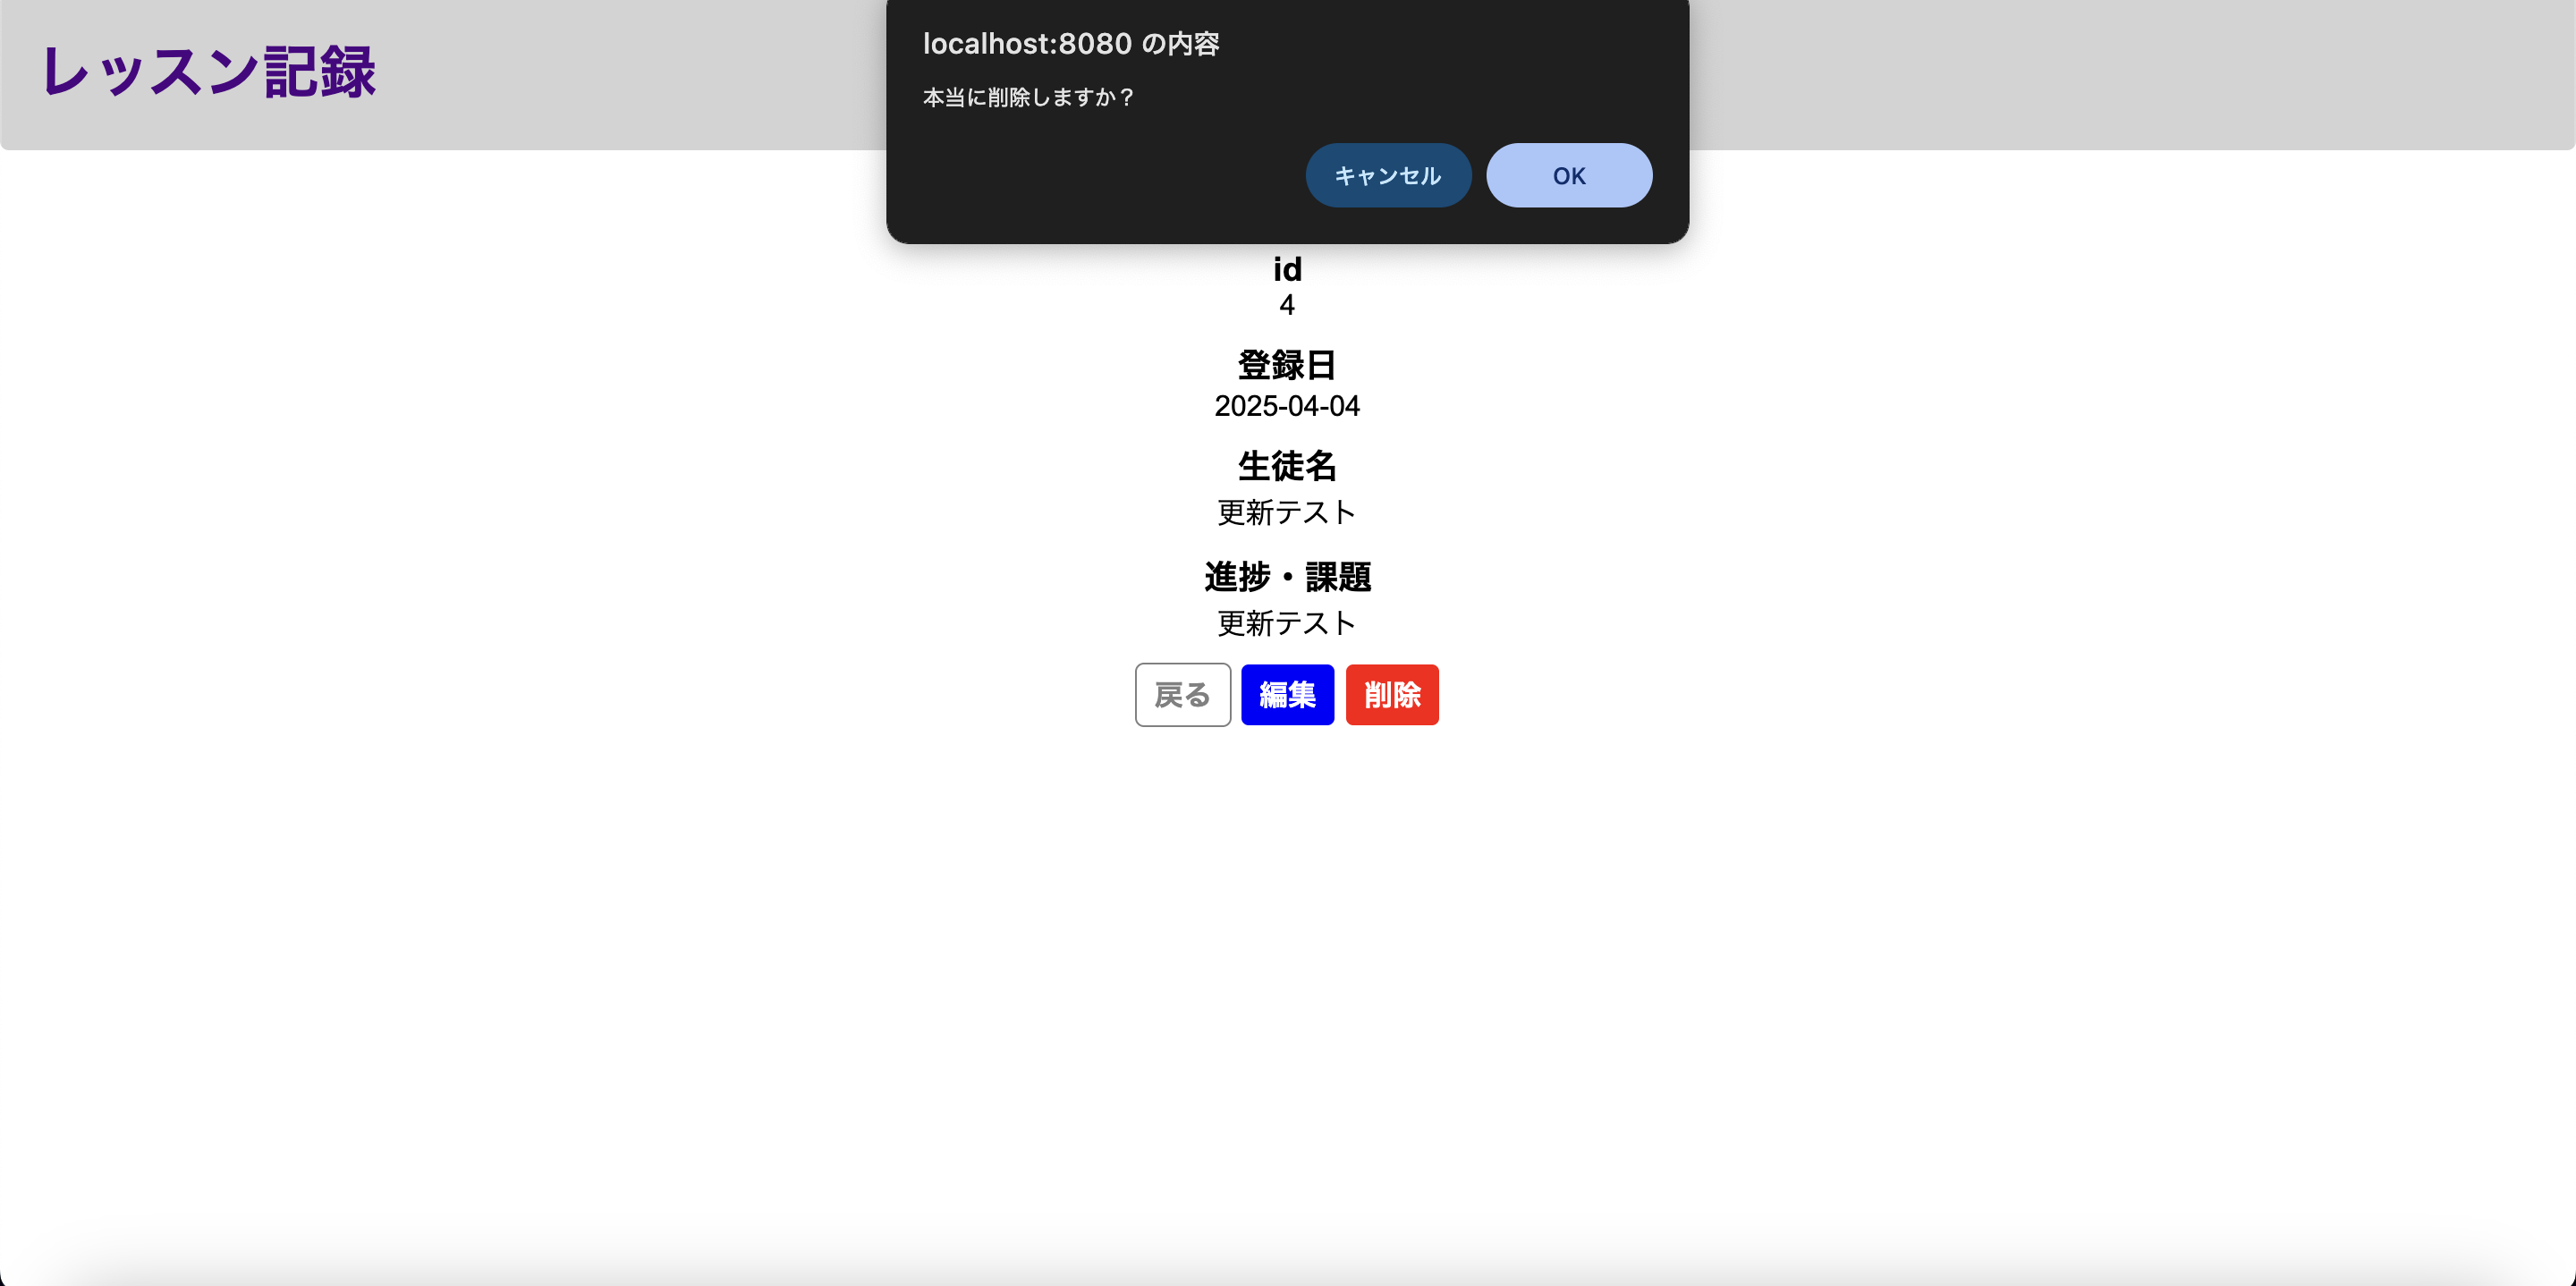 レッスン記録
localhost:8080 の内容
本当に削除しますか？
キャンセル OK
id
4
登録日
2025-04-04
生徒名
更新テスト
進捗・課題
更新テスト
戻る 編集 削除